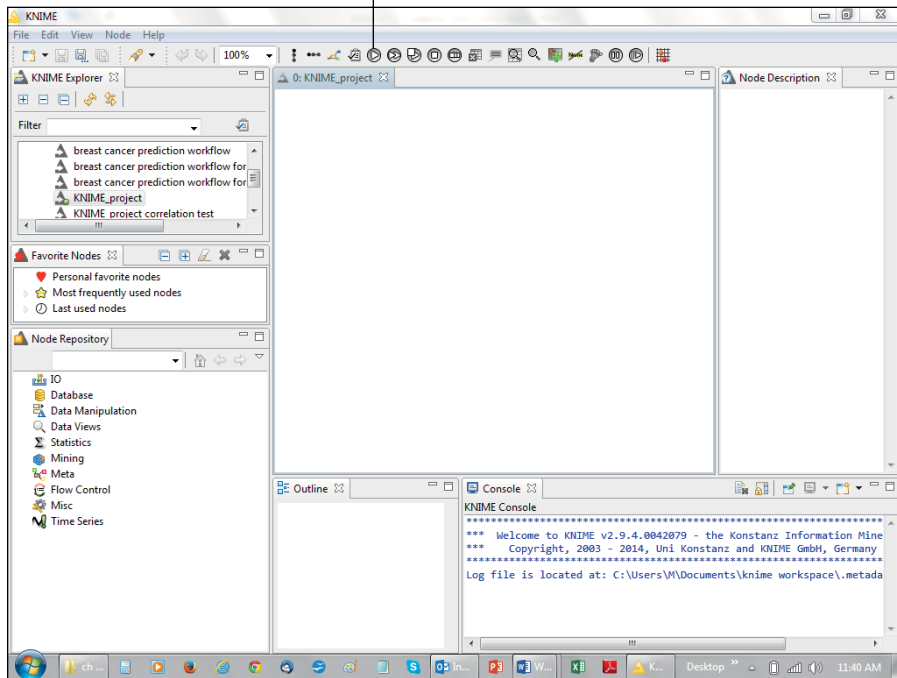 KNIME
File Edit View Node Help
100%
KNIME Explorer
Filter
breast cancer prediction workflow
breast cancer prediction workflow for
breast cancer prediction workflow for
KNIME_project
KNIME project correlation test
Favorite Nodes
Personal favorite nodes
Most frequently used nodes
Last used nodes
Node Repository
IO
Database
Data Manipulation
Data Views
Statistics
Mining
Meta
Flow Control
Misc
Time Series
0: KNIME_project
Node Description
Outline
Console
KNIME Console
***********************************************************************
*** Welcome to KNIME v2.9.4.0042079 - the Konstanz Information Mine
*** Copyright, 2003 - 2014, Uni Konstanz and KNIME GmbH, Germany
***********************************************************************
Log file is located at: C:\Users\M\Documents\knime workspace\.metada
ch ... In... W... K... Desktop » 11:40 AM